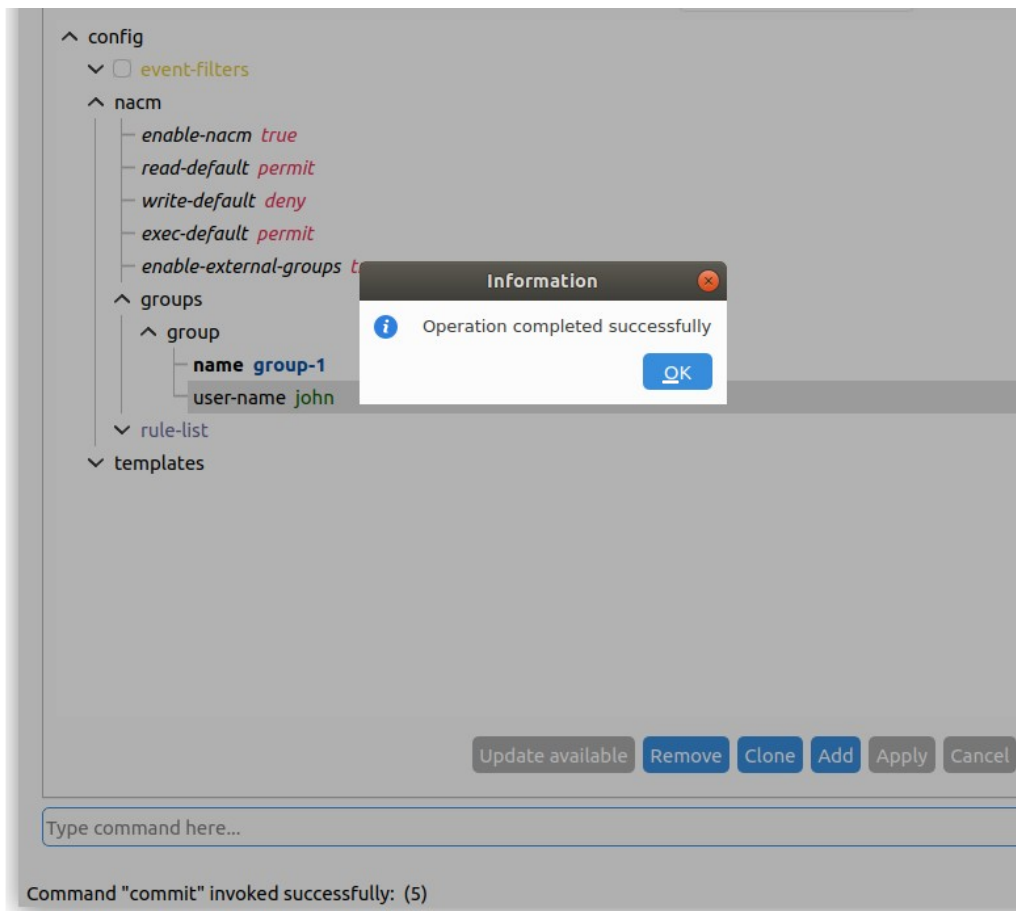 config
event-filters
nacm
enable-nacm true
read-default permit
write-default deny
exec-default permit
enable-external-groups t
Information
groups
Operation completed successfully
group
name group-1
OK
user-name john
rule-list
templates
Update available Remove Clone Add Apply Cancel
Type command here...
Command "commit" invoked successfully: (5)